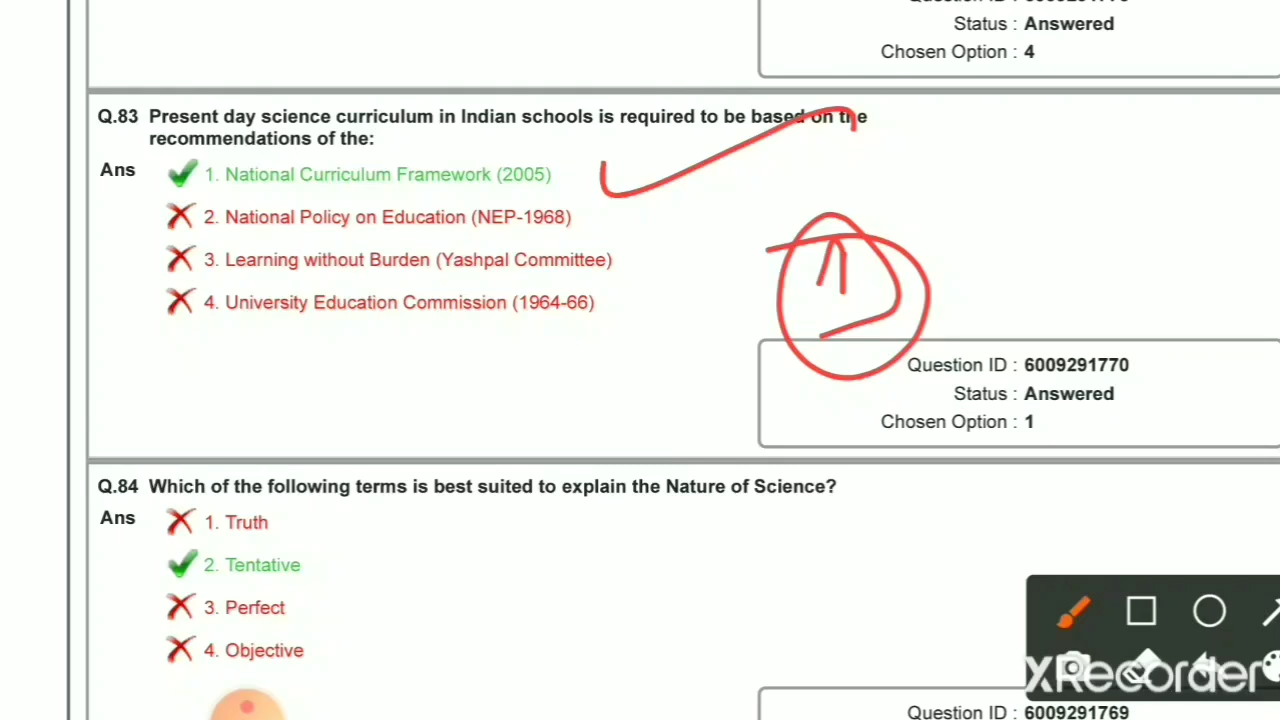 Status : Answered
Chosen Option : 4
Q.83 Present day science curriculum in Indian schools is required to be based on the
recommendations of the:
Ans 1. National Curriculum Framework (2005)
2. National Policy on Education (NEP-1968)
3. Learning without Burden (Yashpal Committee)
4. University Education Commission (1964-66)
Question ID : 6009291770
Status : Answered
Chosen Option : 1
Q.84 Which of the following terms is best suited to explain the Nature of Science?
Ans 1. Truth
2. Tentative
3. Perfect
4. Objective
XRecorder
Question ID : 6009291769